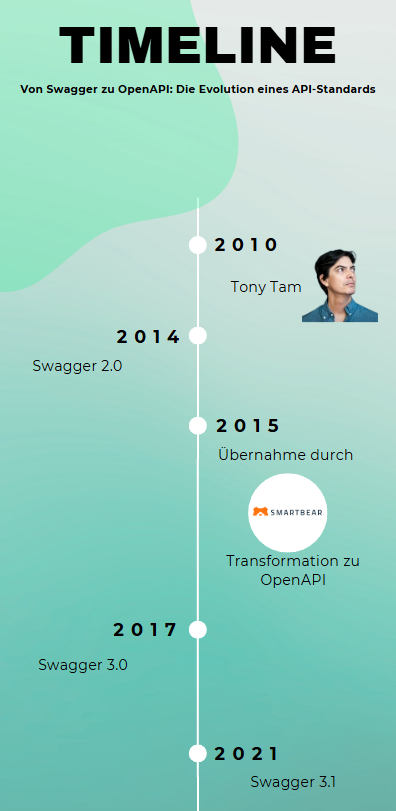 TIMELINE
Von Swagger zu OpenAPI: Die Evolution eines API-Standards
2010
Tony Tam
2014
Swagger 2.0
2015
Übernahme durch
SMARTBEAR
Transformation zu
OpenAPI
2017
Swagger 3.0
2021
Swagger 3.1